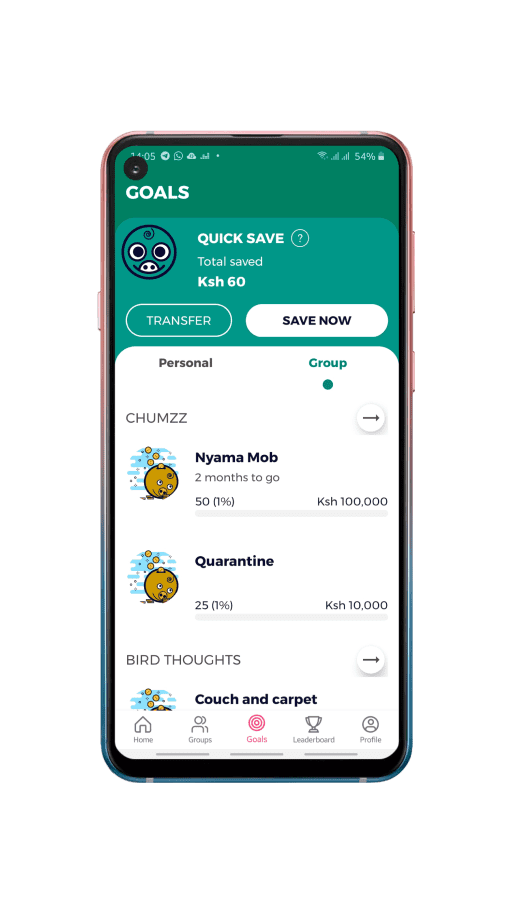 14:05
54%
GOALS
QUICK SAVE ?
Total saved
Ksh 60
TRANSFER
SAVE NOW
Personal
Group
CHUMZZ
Nyama Mob
2 months to go
50 (1%)
Ksh 100,000
Quarantine
25 (1%)
Ksh 10,000
BIRD THOUGHTS
Couch and carpet
Home
Groups
Goals
Leaderboard
Profile